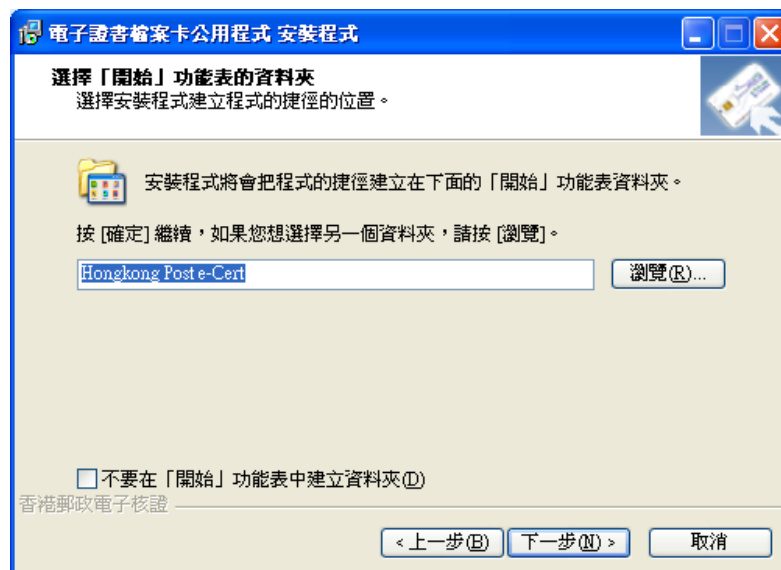 電子證書檔案卡公用程式 安裝程式
選擇「開始」功能表的資料夾
選擇安裝程式建立程式的捷徑的位置。
安裝程式將會把程式的捷徑建立在下面的「開始」功能表資料夾。
按 [確定] 繼續，如果您想選擇另一個資料夾，請按 [瀏覽]。
Hongkong Post e-Cert
瀏覽(R)...
不要在「開始」功能表中建立資料夾(D)
香港郵政電子核證
< 上一步(B) 下一步(N) > 取消